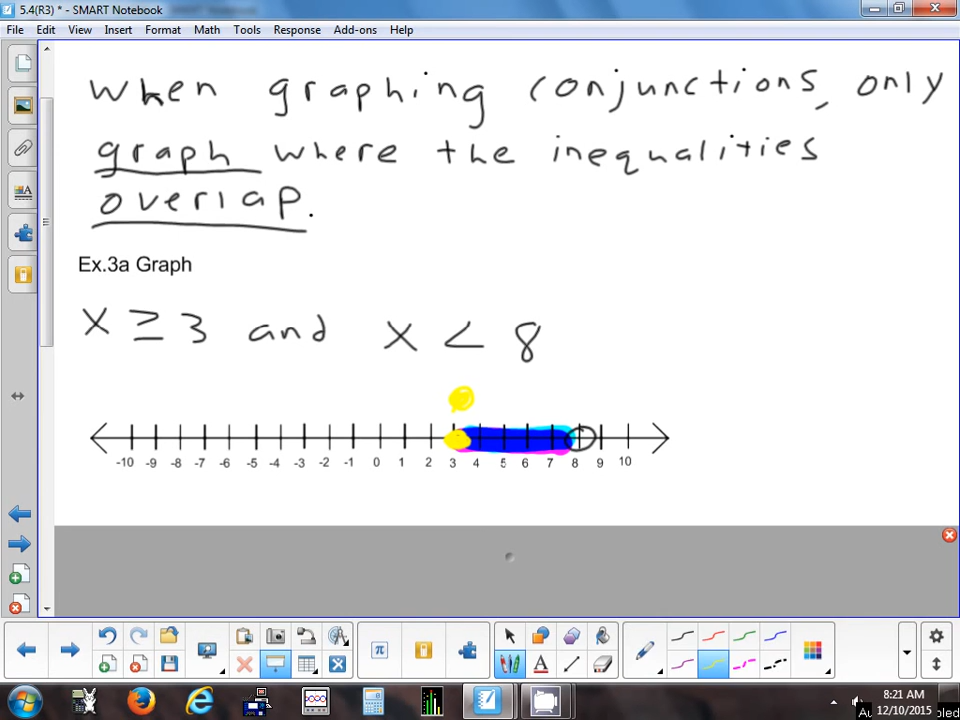 5.4(R3) * - SMART Notebook
File Edit View Insert Format Math Tools Response Add-ons Help
when graphing conjunctions, only
graph where the inequalities
overlap.
Ex.3a Graph
x ≥ 3 and x < 8
-10 -9 -8 -7 -6 -5 -4 -3 -2 -1 0 1 2 3 4 5 6 7 8 9 10
8:21 AM
12/10/2015